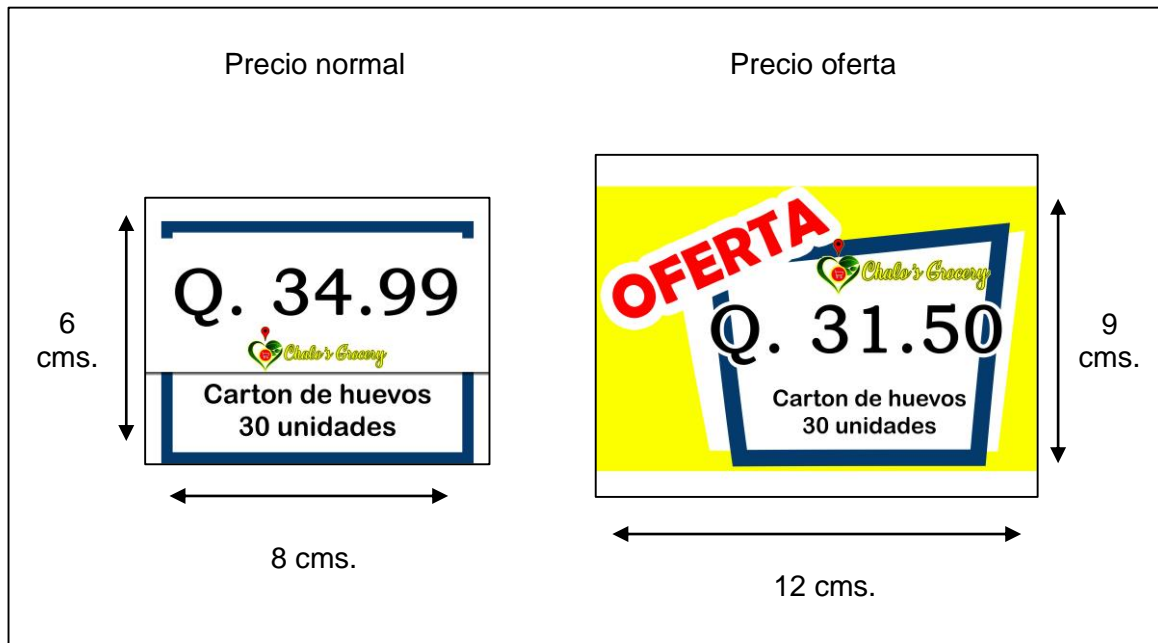 Precio normal
Precio oferta
6
cms.
Q. 34.99
Chalo's Grocery
Carton de huevos
30 unidades
8 cms.
OFERTA
Chalo's Grocery
Q. 31.50
Carton de huevos
30 unidades
9
cms.
12 cms.